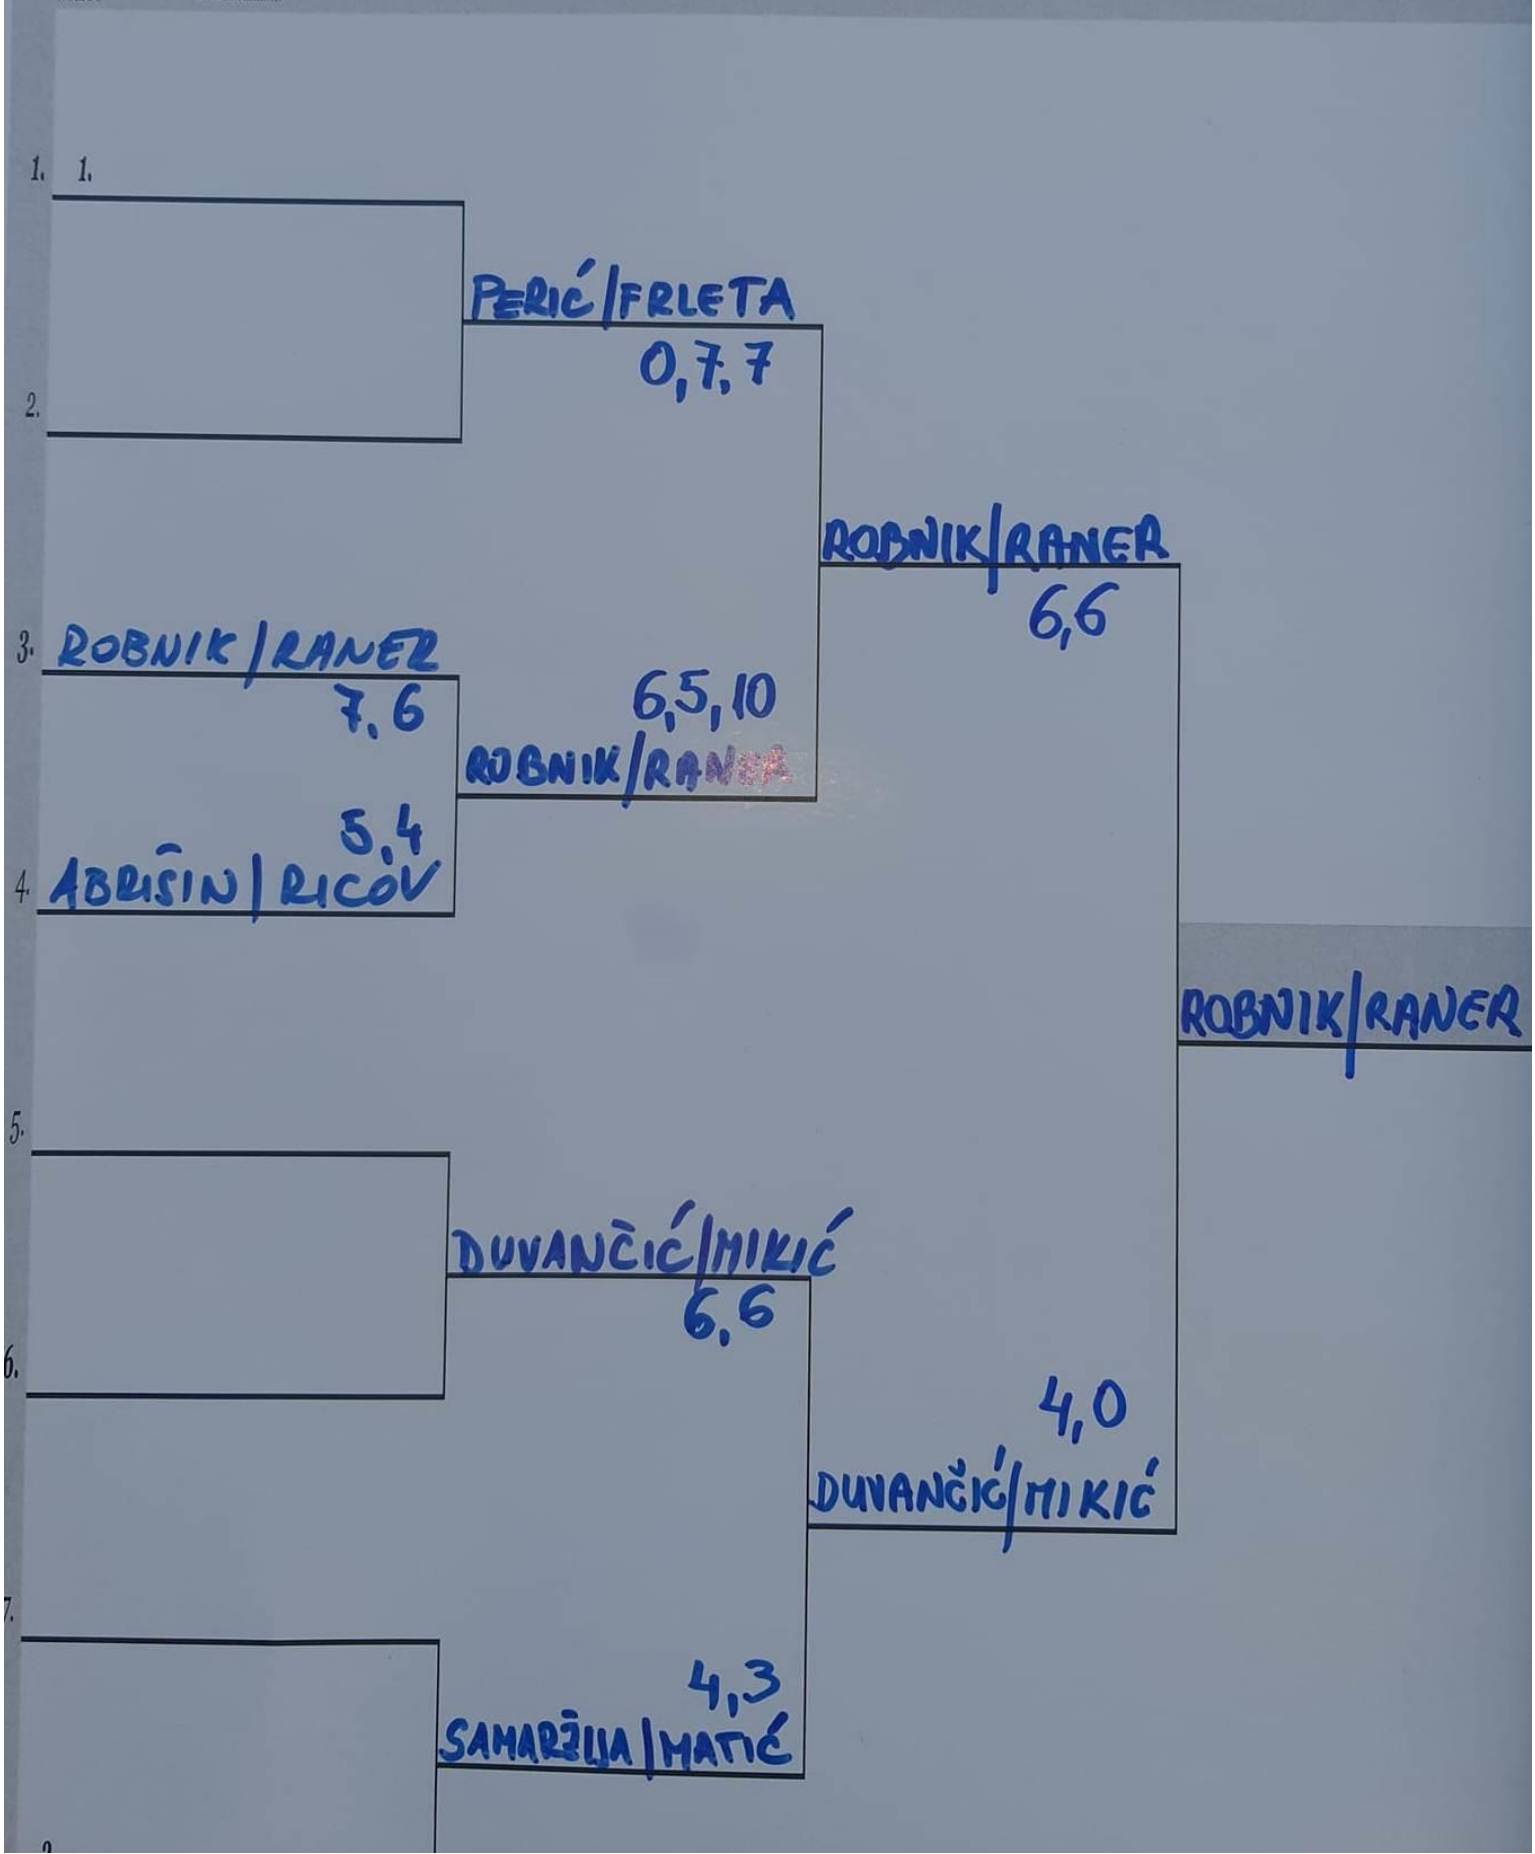 1. 1.
PERIĆ/FRLETA
0,7,7
2.
ROBNIK/RANER
6,6
3. ROBNIK/RANER
7,6
6,5,10
ROBNIK/RANER
5,4
4. ABRIŠIN/RICOV
ROBNIK/RANER
5.
DUVANČIĆ/MIKIĆ
6,6
6.
4,0
DUVANČIĆ/MIKIĆ
7.
4,3
SAMARŽIJA/MATIĆ